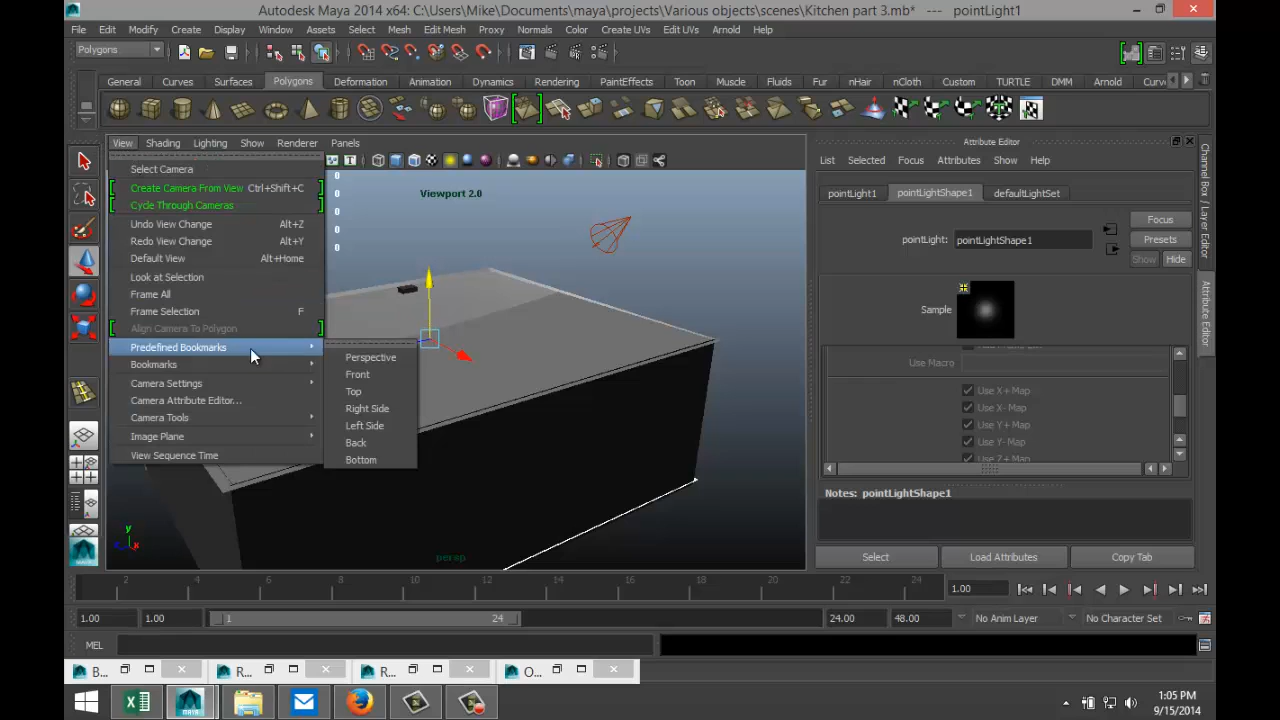 Autodesk Maya 2014 x64: C:\Users\Mike\Documents\maya\projects\Various objects\scenes\Kitchen part 3.mb* --- pointLight1
File Edit Modify Create Display Window Assets Select Mesh Edit Mesh Proxy Normals Color Create UVs Edit UVs Arnold Help
Polygons
General Curves Surfaces Polygons Deformation Animation Dynamics Rendering PaintEffects Toon Muscle Fluids Fur nHair nCloth Custom TURTLE DMM Arnold
View Shading Lighting Show Renderer Panels
Select Camera
Create Camera From View Ctrl+Shift+C
Cycle Through Cameras
Undo View Change Alt+Z
Redo View Change Alt+Y
Default View Alt+Home
Look at Selection
Frame All
Frame Selection F
Align Camera To Polygon
Predefined Bookmarks
Bookmarks
Camera Settings
Camera Attribute Editor...
Camera Tools
Image Plane
View Sequence Time
Perspective
Front
Top
Right Side
Left Side
Back
Bottom
0
0
0
0
0
Viewport 2.0
persp
y
x
Attribute Editor
List Selected Focus Attributes Show Help
pointLight1 pointLightShape1 defaultLightSet
pointLight: pointLightShape1
Focus
Presets
Show Hide
Sample
Use Macro
Use X+ Map
Use X- Map
Use Y+ Map
Use Y- Map
Use Z+ Map
Notes: pointLightShape1
Select Load Attributes Copy Tab
Channel Box / Layer Editor
Attribute Editor
2 4 6 8 10 12 14 16 18 20 22 24
1.00
1.00 1.00 1 24 24.00 48.00 No Anim Layer No Character Set
MEL
B... R... R... O...
MAYA
1:05 PM
9/15/2014